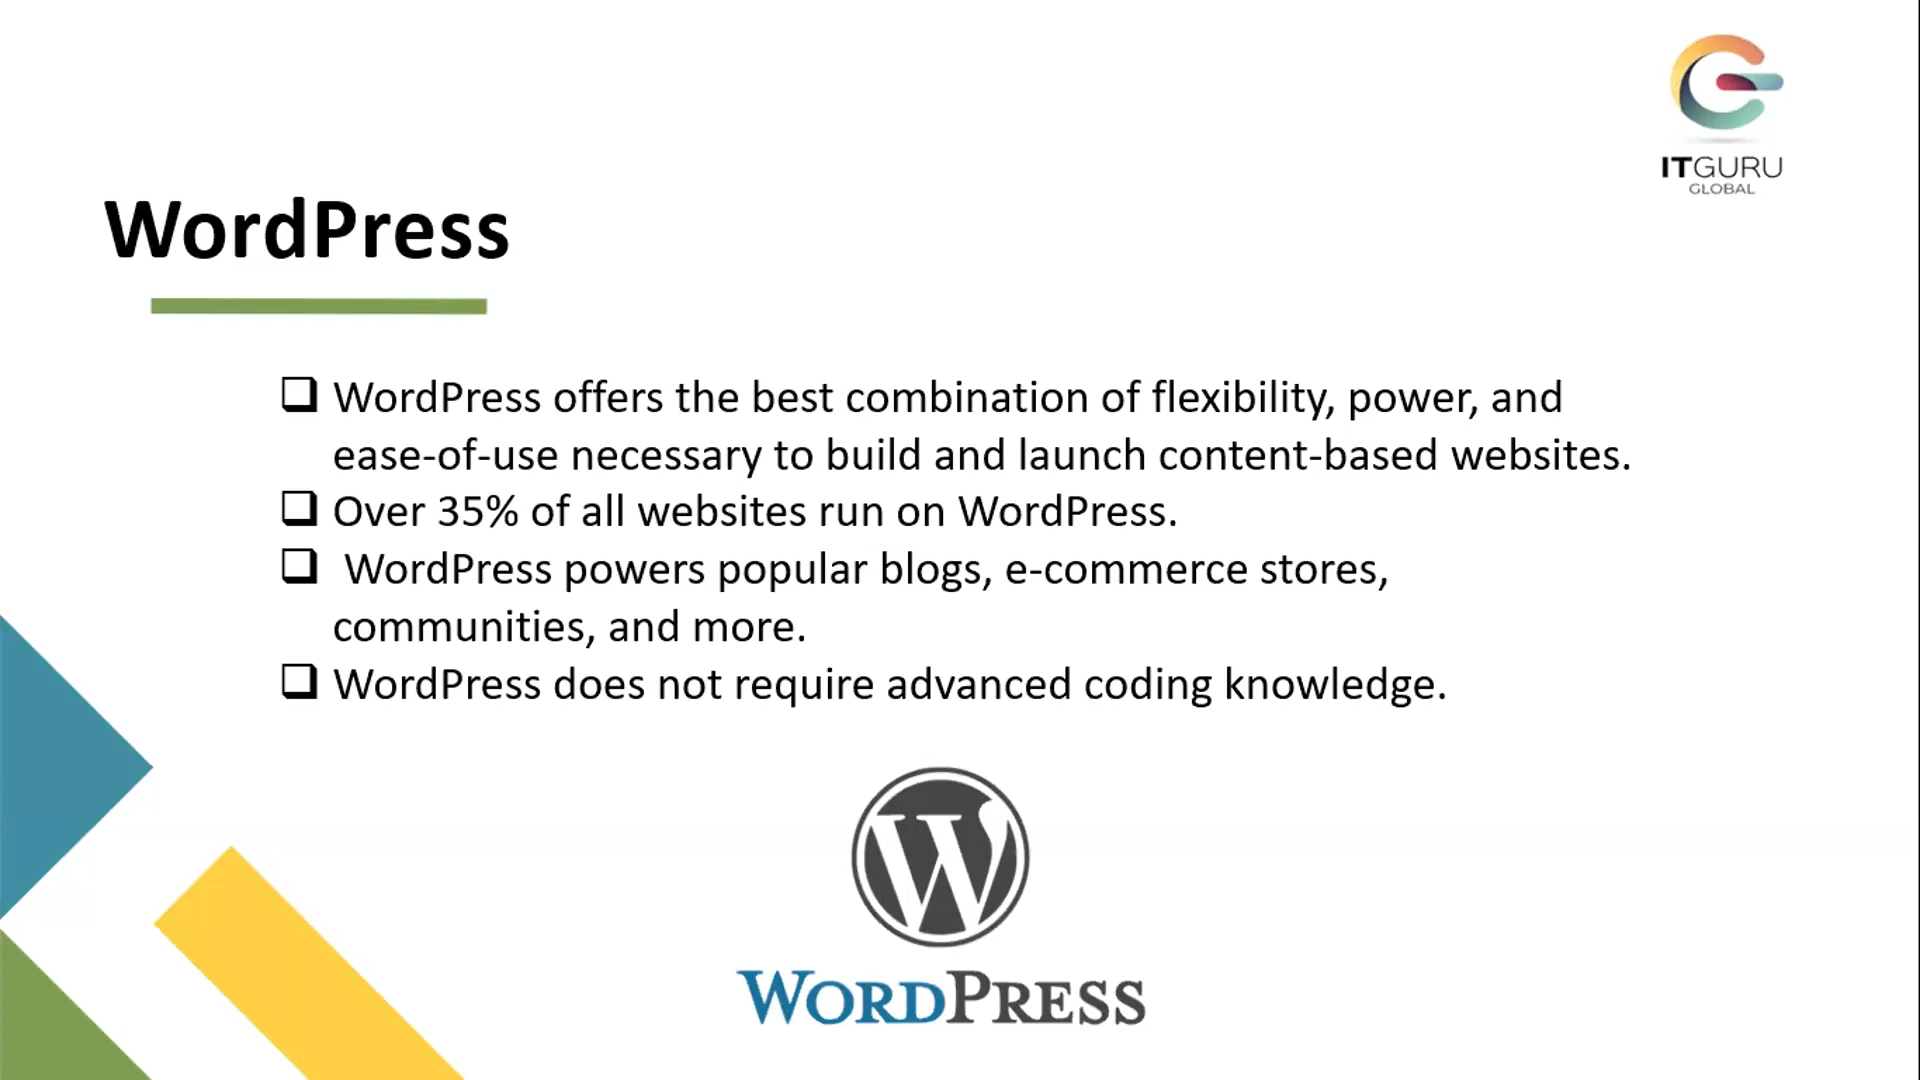 ITGURU
GLOBAL
WordPress
WordPress offers the best combination of flexibility, power, and
ease-of-use necessary to build and launch content-based websites.
Over 35% of all websites run on WordPress.
WordPress powers popular blogs, e-commerce stores,
communities, and more.
WordPress does not require advanced coding knowledge.
W
WORDPRESS